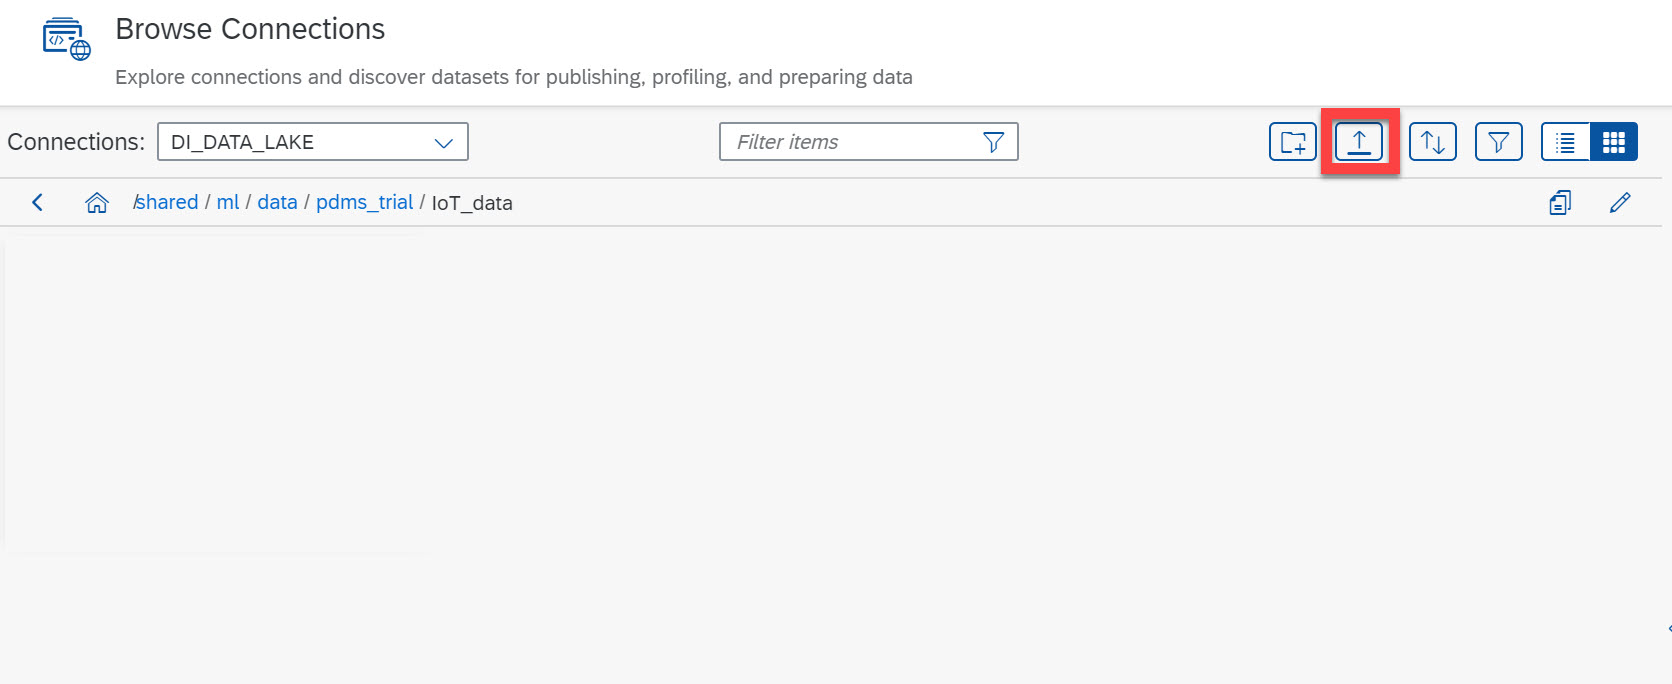 Browse Connections
Explore connections and discover datasets for publishing, profiling, and preparing data
Connections: DI_DATA_LAKE Filter items
/shared / ml / data / pdms_trial / IoT_data